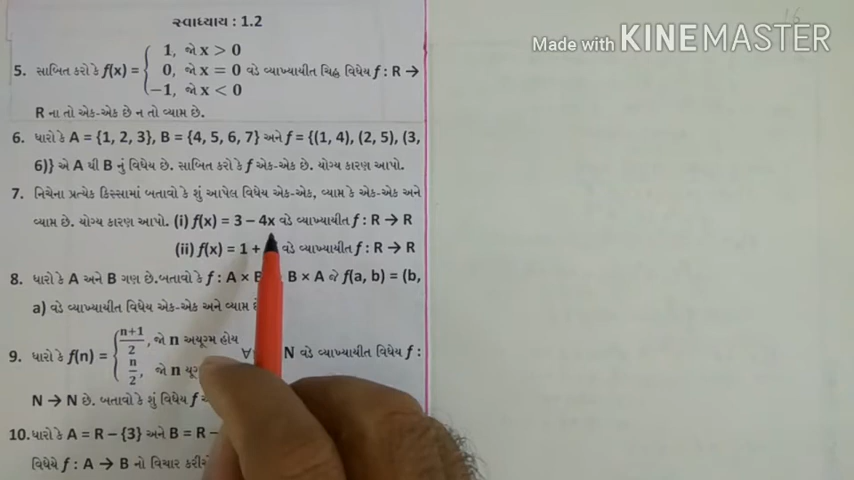 સ્વાધ્યાય : 1.2
Made with KINEMASTER
16
5. સાબિત કરો કે f(x) = { 1, જો x > 0
0, જો x = 0 વડે વ્યાખ્યાયીત ચિહ્ન વિધેય f : R →
−1, જો x < 0
R ના તો એક-એક છે ન તો વ્યાપ્ત છે.
6. ધારો કે A = {1, 2, 3}, B = {4, 5, 6, 7} અને f = {(1, 4), (2, 5), (3,
6)} એ A થી B નું વિધેય છે. સાબિત કરો કે f એક-એક છે. યોગ્ય કારણ આપો.
7. નિચેના પ્રત્યેક કિસ્સામાં બતાવો કે શું આપેલ વિધેય એક-એક, વ્યાપ્ત કે એક-એક અને
વ્યાપ્ત છે. યોગ્ય કારણ આપો. (i) f(x) = 3 − 4x વડે વ્યાખ્યાયીત f : R → R
(ii) f(x) = 1 + વડે વ્યાખ્યાયીત f : R → R
8. ધારો કે A અને B ગણ છે.બતાવો કે f : A × B B × A જે f(a, b) = (b,
a) વડે વ્યાખ્યાયીત વિધેય એક-એક અને વ્યાપ્ત
9. ધારો કે f(n) = { n+1/2, જો n અયૂગ્મ હોય
n/2, જો n ∀ N વડે વ્યાખ્યાયીત વિધેય f :
N → N છે. બતાવો કે શું વિધેય f
10. ધારો કે A = R − {3} અને B = R −
વિધેયે f : A → B નો વિચાર